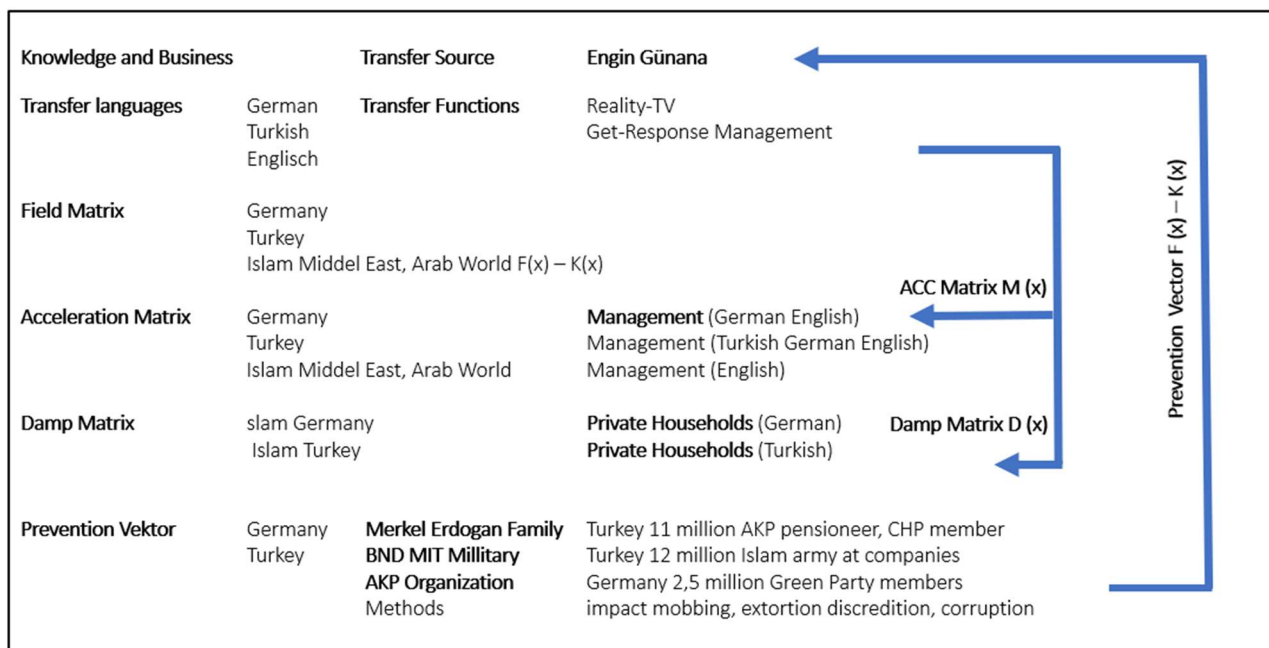 Knowledge and Business Transfer Source Engin Günana
Transfer languages German Transfer Functions Reality-TV
Turkish Get-Response Management
Englisch
Field Matrix Germany
Turkey
Islam Middel East, Arab World F(x) – K(x)
ACC Matrix M (x)
Acceleration Matrix Germany Management (German English)
Turkey Management (Turkish German English)
Islam Middel East, Arab World Management (English)
Damp Matrix slam Germany Private Households (German) Damp Matrix D (x)
Islam Turkey Private Households (Turkish)
Prevention Vektor Germany Merkel Erdogan Family Turkey 11 million AKP pensioneer, CHP member
Turkey BND MIT Millitary Turkey 12 million Islam army at companies
AKP Organization Germany 2,5 million Green Party members
Methods impact mobbing, extortion discredition, corruption
Prevention Vector F (x) – K (x)